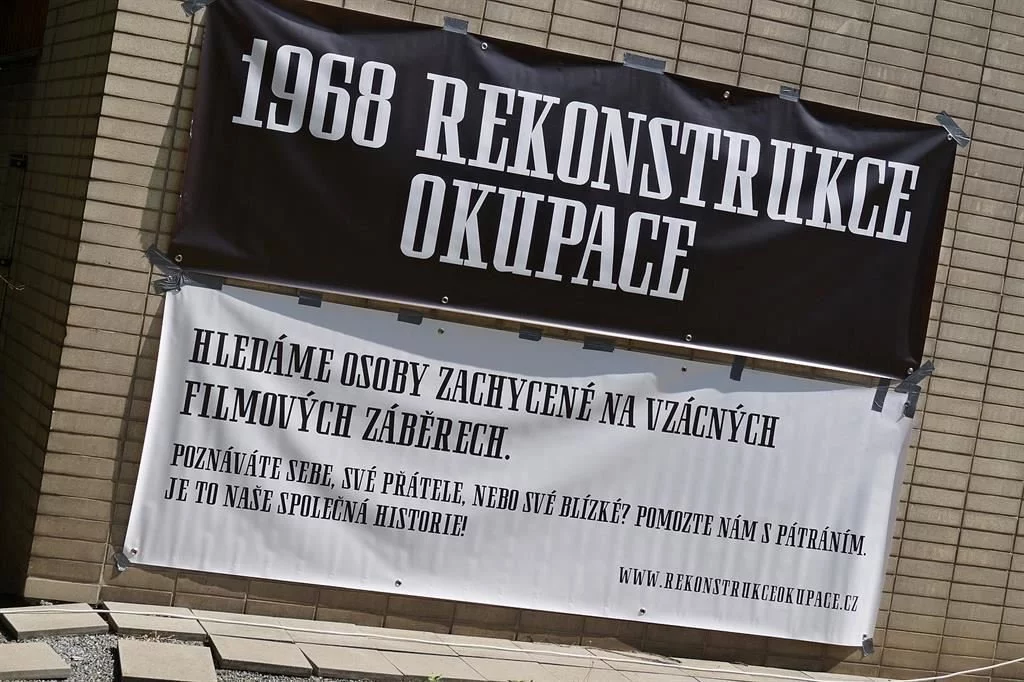 1968 REKONSTRUKCE
OKUPACE
HLEDÁME OSOBY ZACHYCENÉ NA VZÁCNÝCH
FILMOVÝCH ZÁBĚRECH.
POZNÁVÁTE SEBE, SVÉ PŘÁTELE, NEBO SVÉ BLÍZKÉ? POMOZTE NÁM S PÁTRÁNÍM.
JE TO NAŠE SPOLEČNÁ HISTORIE!
WWW.REKONSTRUKCEOKUPACE.CZ